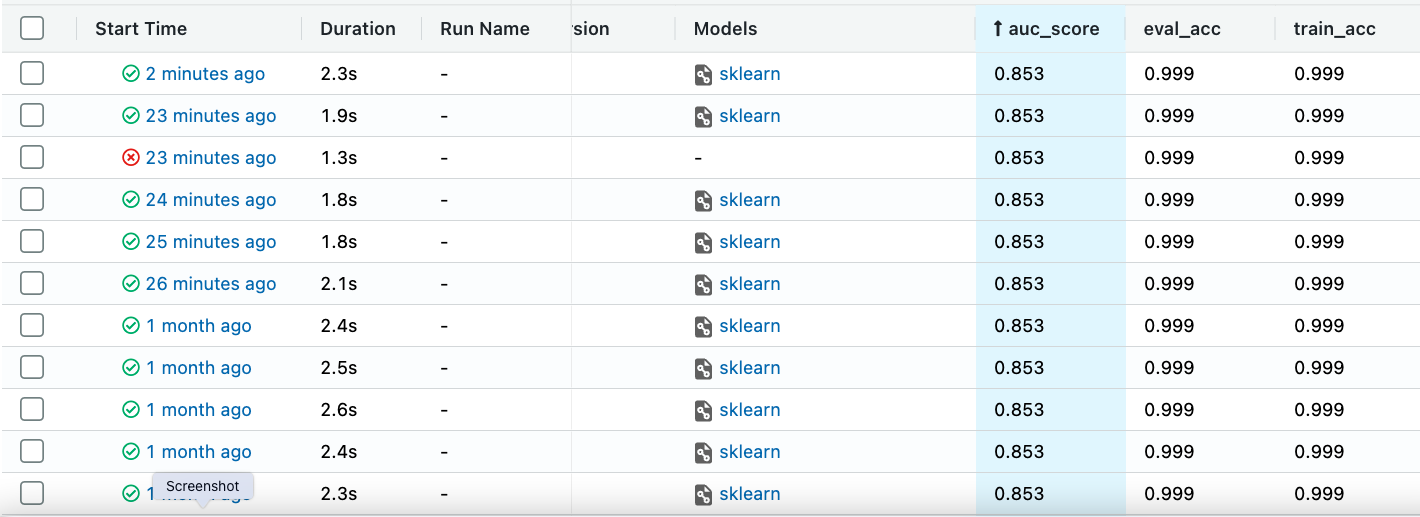 Start Time Duration Run Name rsion Models ↑ auc_score eval_acc train_acc
2 minutes ago 2.3s - sklearn 0.853 0.999 0.999
23 minutes ago 1.9s - sklearn 0.853 0.999 0.999
23 minutes ago 1.3s - - 0.853 0.999 0.999
24 minutes ago 1.8s - sklearn 0.853 0.999 0.999
25 minutes ago 1.8s - sklearn 0.853 0.999 0.999
26 minutes ago 2.1s - sklearn 0.853 0.999 0.999
1 month ago 2.4s - sklearn 0.853 0.999 0.999
1 month ago 2.5s - sklearn 0.853 0.999 0.999
1 month ago 2.6s - sklearn 0.853 0.999 0.999
1 month ago 2.4s - sklearn 0.853 0.999 0.999
Screenshot
1 2.3s - sklearn 0.853 0.999 0.999